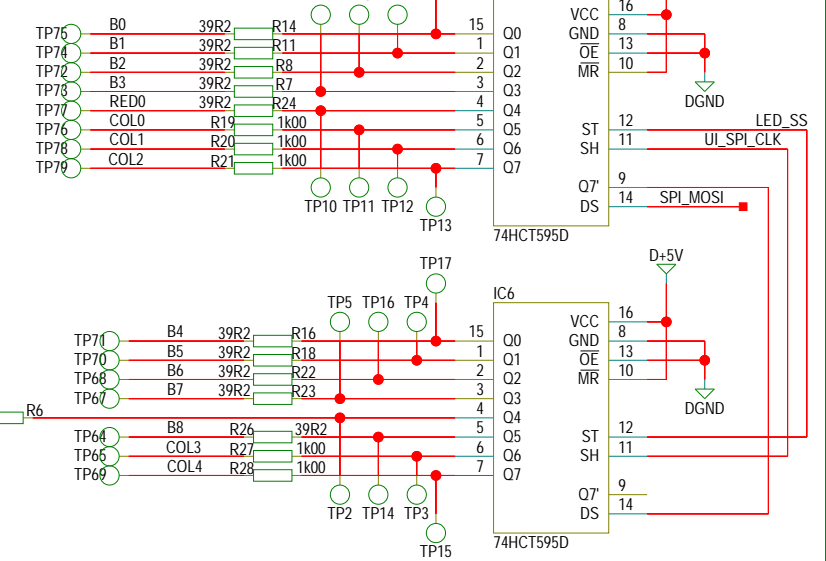 16
VCC
TP75 B0 39R2 R14 15 Q0 GND 8
TP74 B1 39R2 R11 1 Q1 OE 13
TP72 B2 39R2 R8 2 Q2 MR 10
TP73 B3 39R2 R7 3 Q3
TP77 RED0 39R2 R24 4 Q4 DGND
TP76 COL0 R19 1k00 5 Q5 ST 12 LED_SS
TP78 COL1 R20 1k00 6 Q6 SH 11 UI_SPI_CLK
TP79 COL2 R21 1k00 7 Q7
Q7' 9
DS 14 SPI_MOSI
TP10 TP11 TP12
TP13
74HCT595D
D+5V
TP17
IC6
TP5 TP16 TP4
VCC 16
TP71 B4 39R2 R16 15 Q0 GND 8
TP70 B5 39R2 R18 1 Q1 OE 13
TP68 B6 39R2 R22 2 Q2 MR 10
TP67 B7 39R2 R23 3 Q3
R6 4 Q4 DGND
TP64 B8 R26 39R2 5 Q5 ST 12
TP65 COL3 R27 1k00 6 Q6 SH 11
TP69 COL4 R28 1k00 7 Q7
Q7' 9
DS 14
TP2 TP14 TP3
TP15
74HCT595D